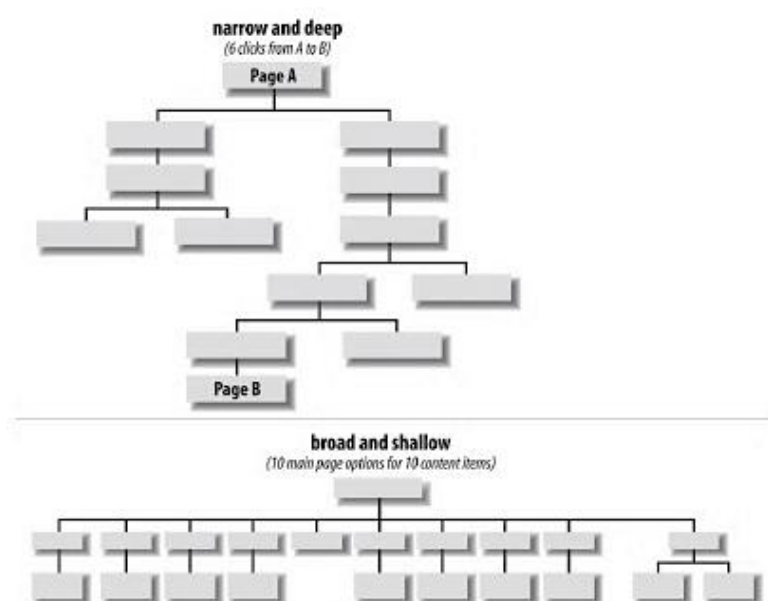 narrow and deep
(6 clicks from A to B)
Page A
Page B
broad and shallow
(10 main page options for 10 content items)